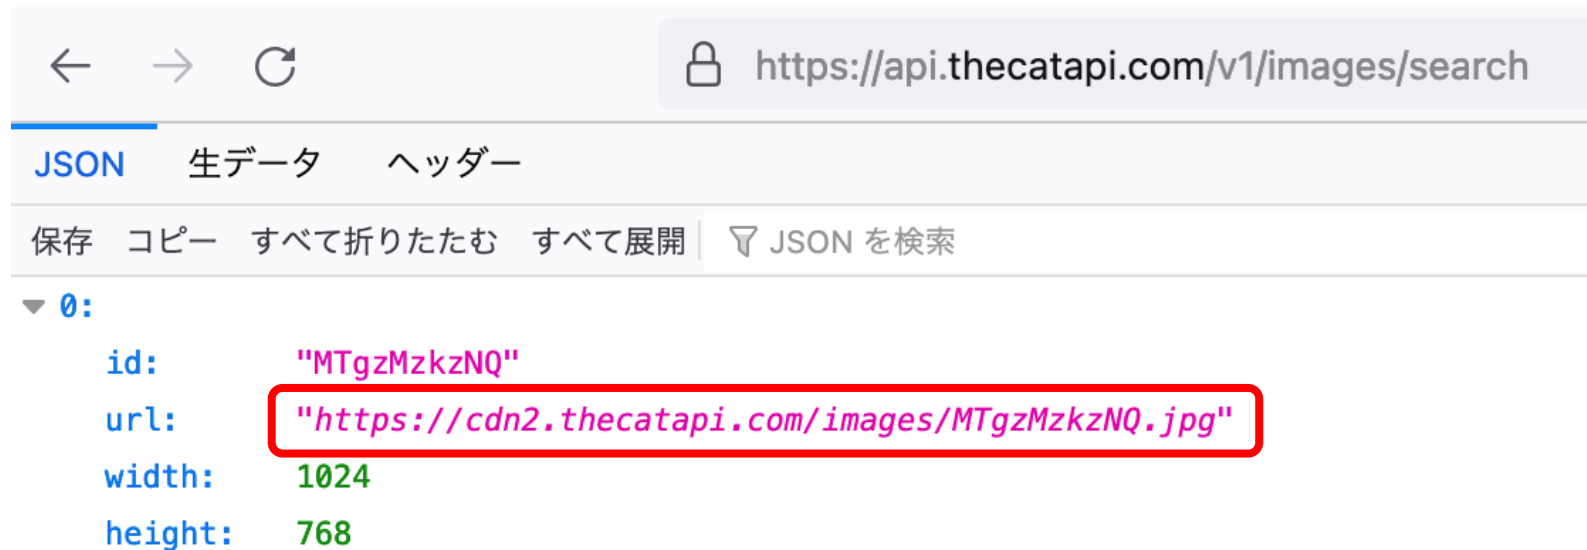 https://api.thecatapi.com/v1/images/search
JSON 生データ ヘッダー
保存 コピー すべて折りたたむ すべて展開 JSON を検索
0:
id: "MTgzMzkzNQ"
url: "https://cdn2.thecatapi.com/images/MTgzMzkzNQ.jpg"
width: 1024
height: 768